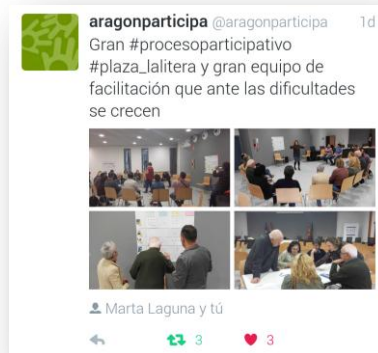 aragonparticipa @aragonparticipa 1d
Gran #procesoparticipativo
#plaza_lalitera y gran equipo de
facilitación que ante las dificultades
se crecen
Marta Laguna y tú
3 3